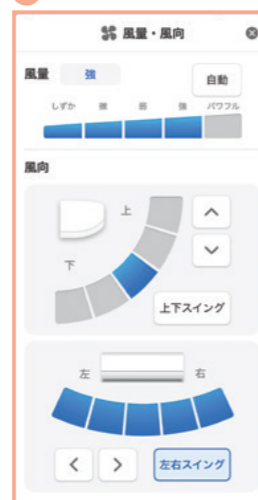 風量・風向
風量 強 自動
しずか 微 弱 強 パワフル
風向
上
下
上下スイング
左 右
左右スイング